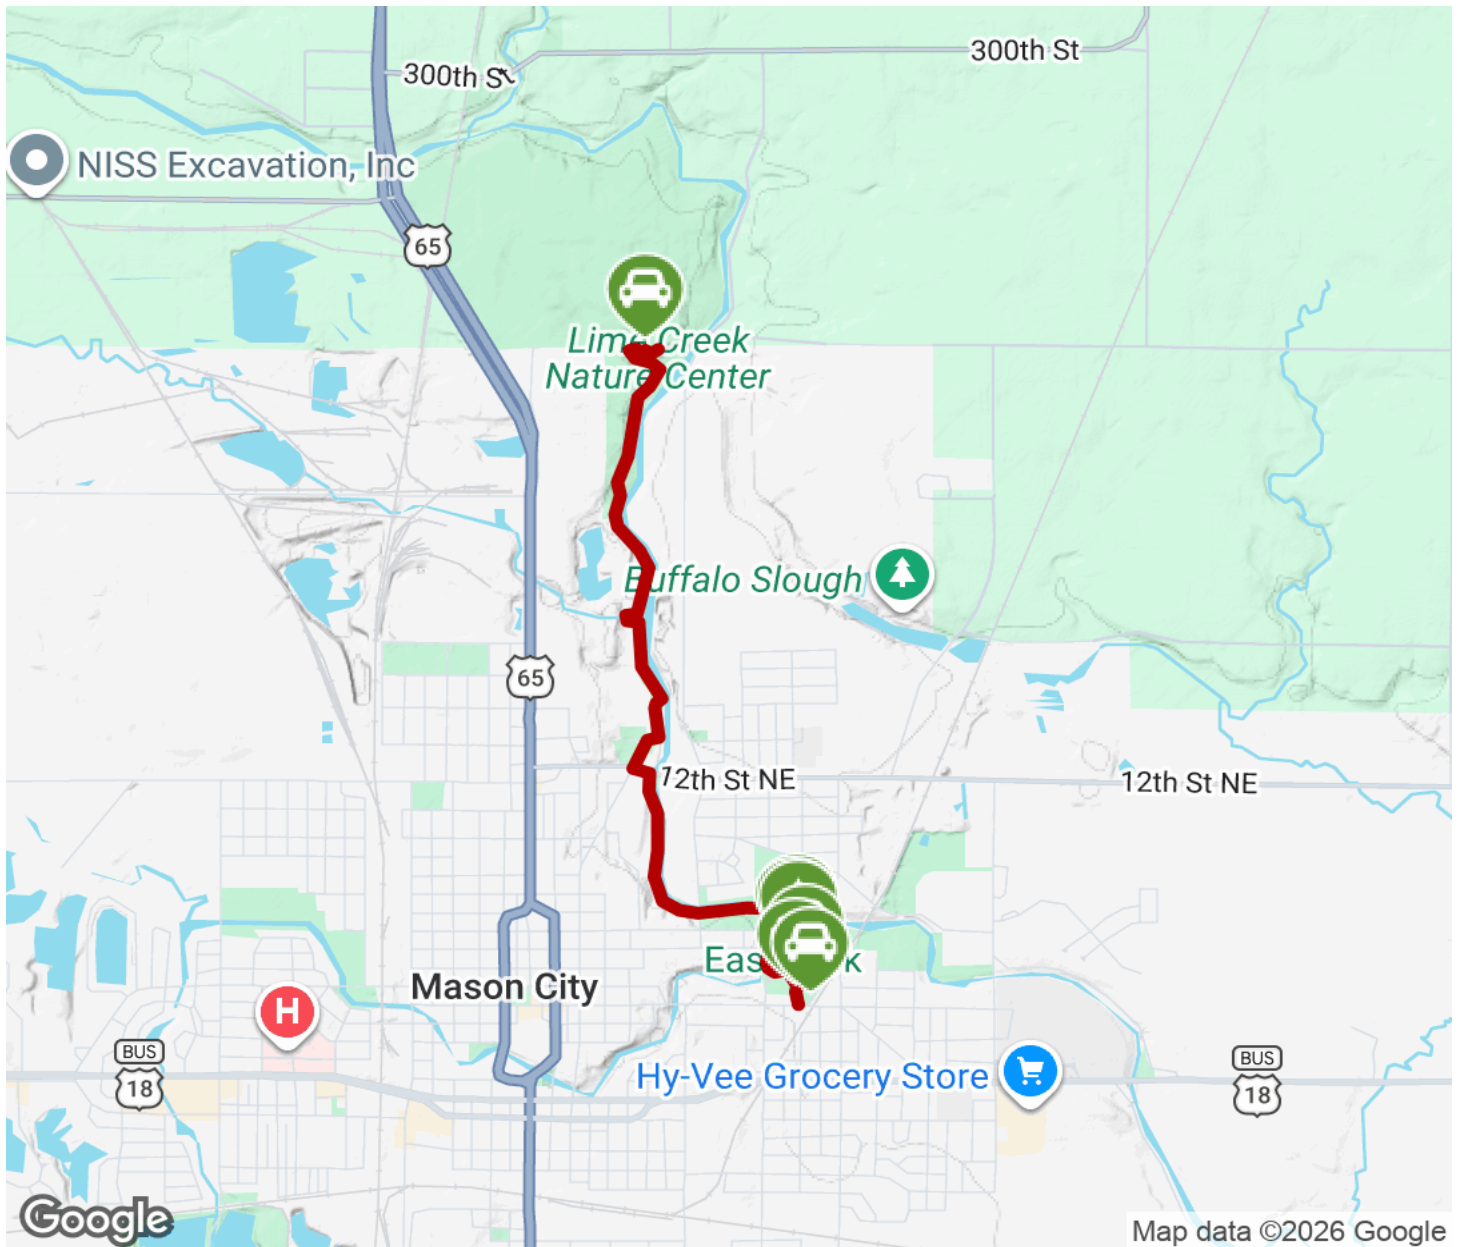 300th St
300th S
NISS Excavation, Inc
65
Lime Creek
Nature Center
Buffalo Slough
65
12th St NE
12th St NE
Mason City
H
BUS
18
Hy-Vee Grocery Store
BUS
18
Google
Map data ©2026 Google